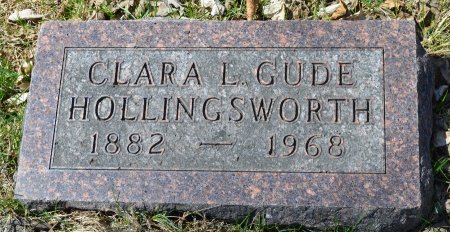 CLARA L. GUDE
HOLLINGSWORTH
1882 — 1968